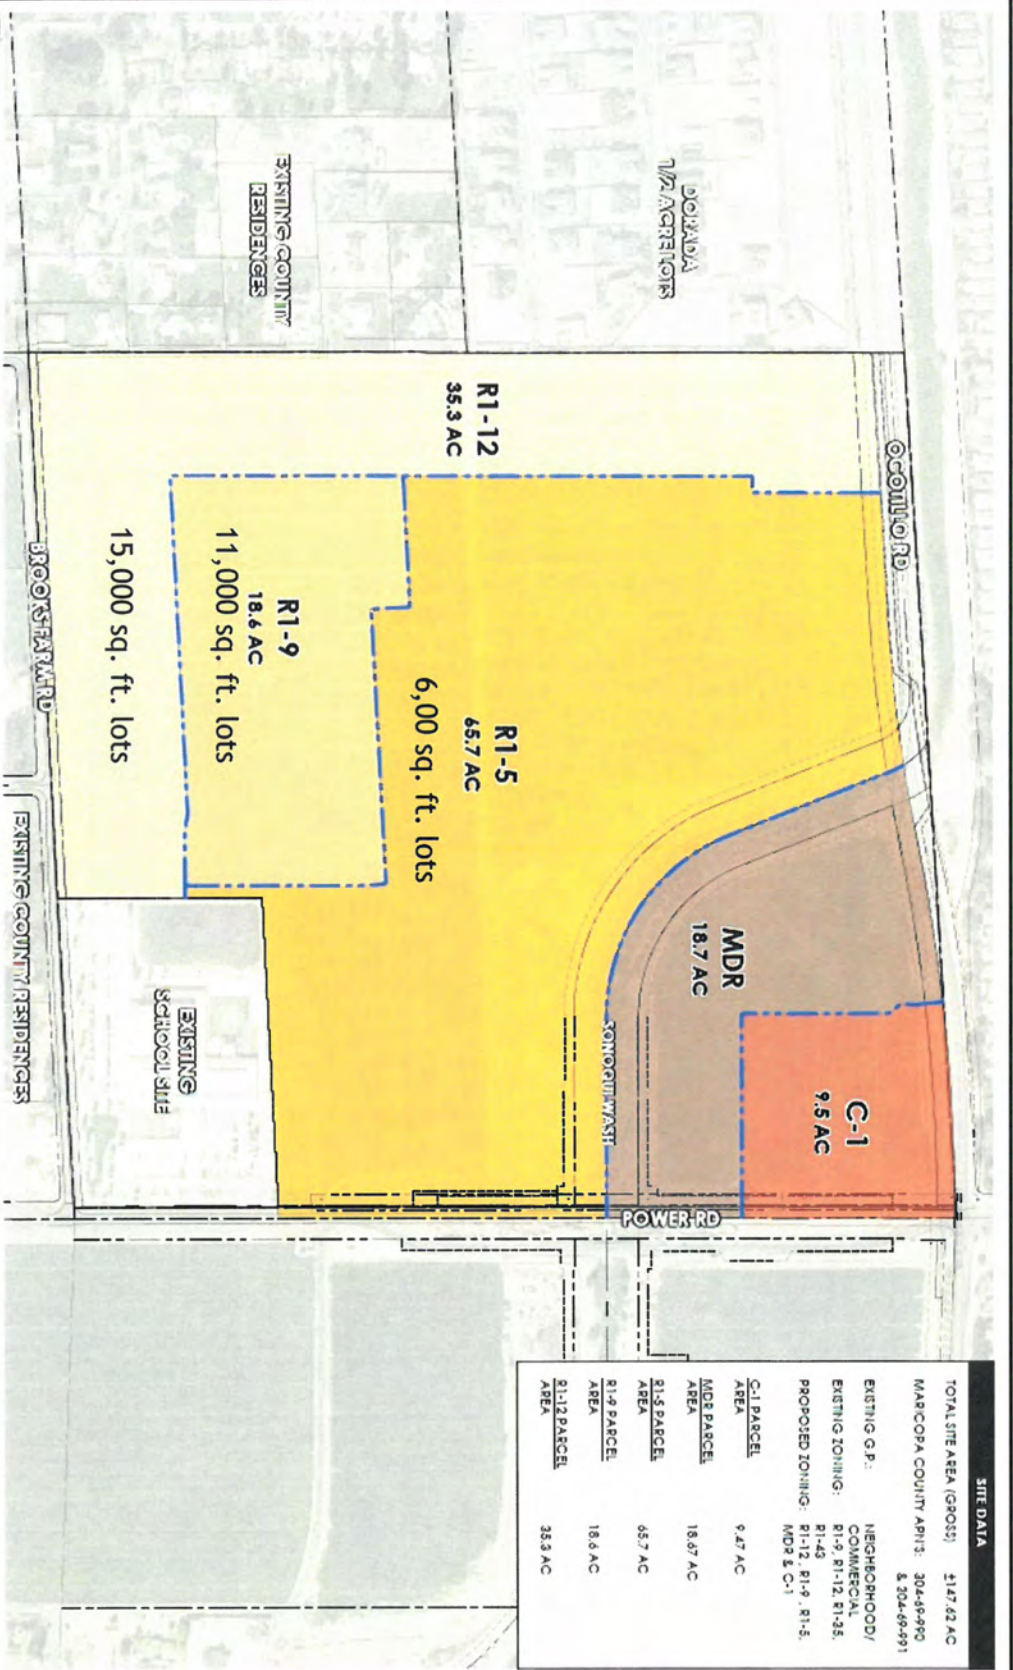 OCOTILLO RD
DORADA
1/2 ACRE LOTS
EXISTING COUNTY
RESIDENCES
R1-12
35.3 AC
R1-5
65.7 AC
6,00 sq. ft. lots
R1-9
18.6 AC
11,000 sq. ft. lots
15,000 sq. ft. lots
MDR
18.7 AC
C-1
9.5 AC
SONOQUI WASH
POWER RD
EXISTING
SCHOOL SITE
BROOKS FARM RD
EXISTING COUNTY RESIDENCES
SITE DATA
TOTAL SITE AREA (GROSS) ±147.62 AC
MARICOPA COUNTY APN'S: 304-69-990
& 304-69-991
EXISTING G.P.: NEIGHBORHOOD/
COMMERCIAL
EXISTING ZONING: R1-9, R1-12, R1-35,
R1-43
PROPOSED ZONING: R1-12, R1-9, R1-5,
MDR & C-1
C-1 PARCEL
AREA 9.47 AC
MDR PARCEL
AREA 18.67 AC
R1-5 PARCEL
AREA 65.7 AC
R1-9 PARCEL
AREA 18.6 AC
R1-12 PARCEL
AREA 35.3 AC